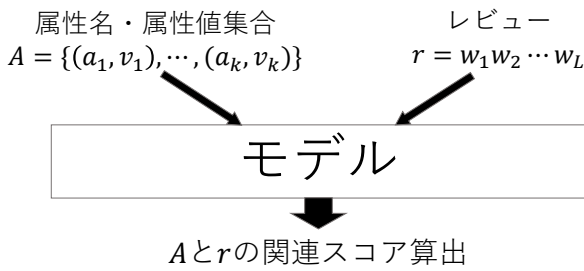 属性名・属性値集合
A = {(a₁, v₁), ⋯, (aₖ, vₖ)}
レビュー
r = w₁w₂ ⋯ w_L
モデル
Aとrの関連スコア算出